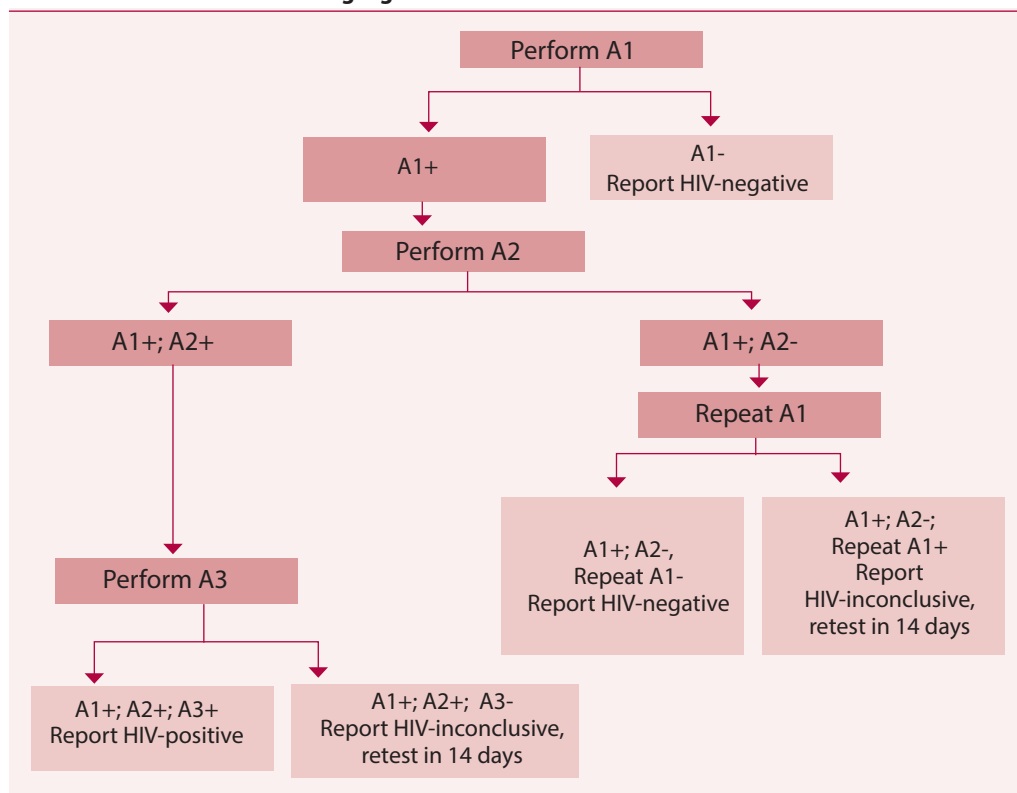 Perform A1
A1+
A1-
Report HIV-negative
Perform A2
A1+; A2+
A1+; A2-
Repeat A1
A1+; A2-,
Repeat A1-
Report HIV-negative
A1+; A2-;
Repeat A1+
Report
HIV-inconclusive,
retest in 14 days
Perform A3
A1+; A2+; A3+
Report HIV-positive
A1+; A2+; A3-
Report HIV-inconclusive,
retest in 14 days